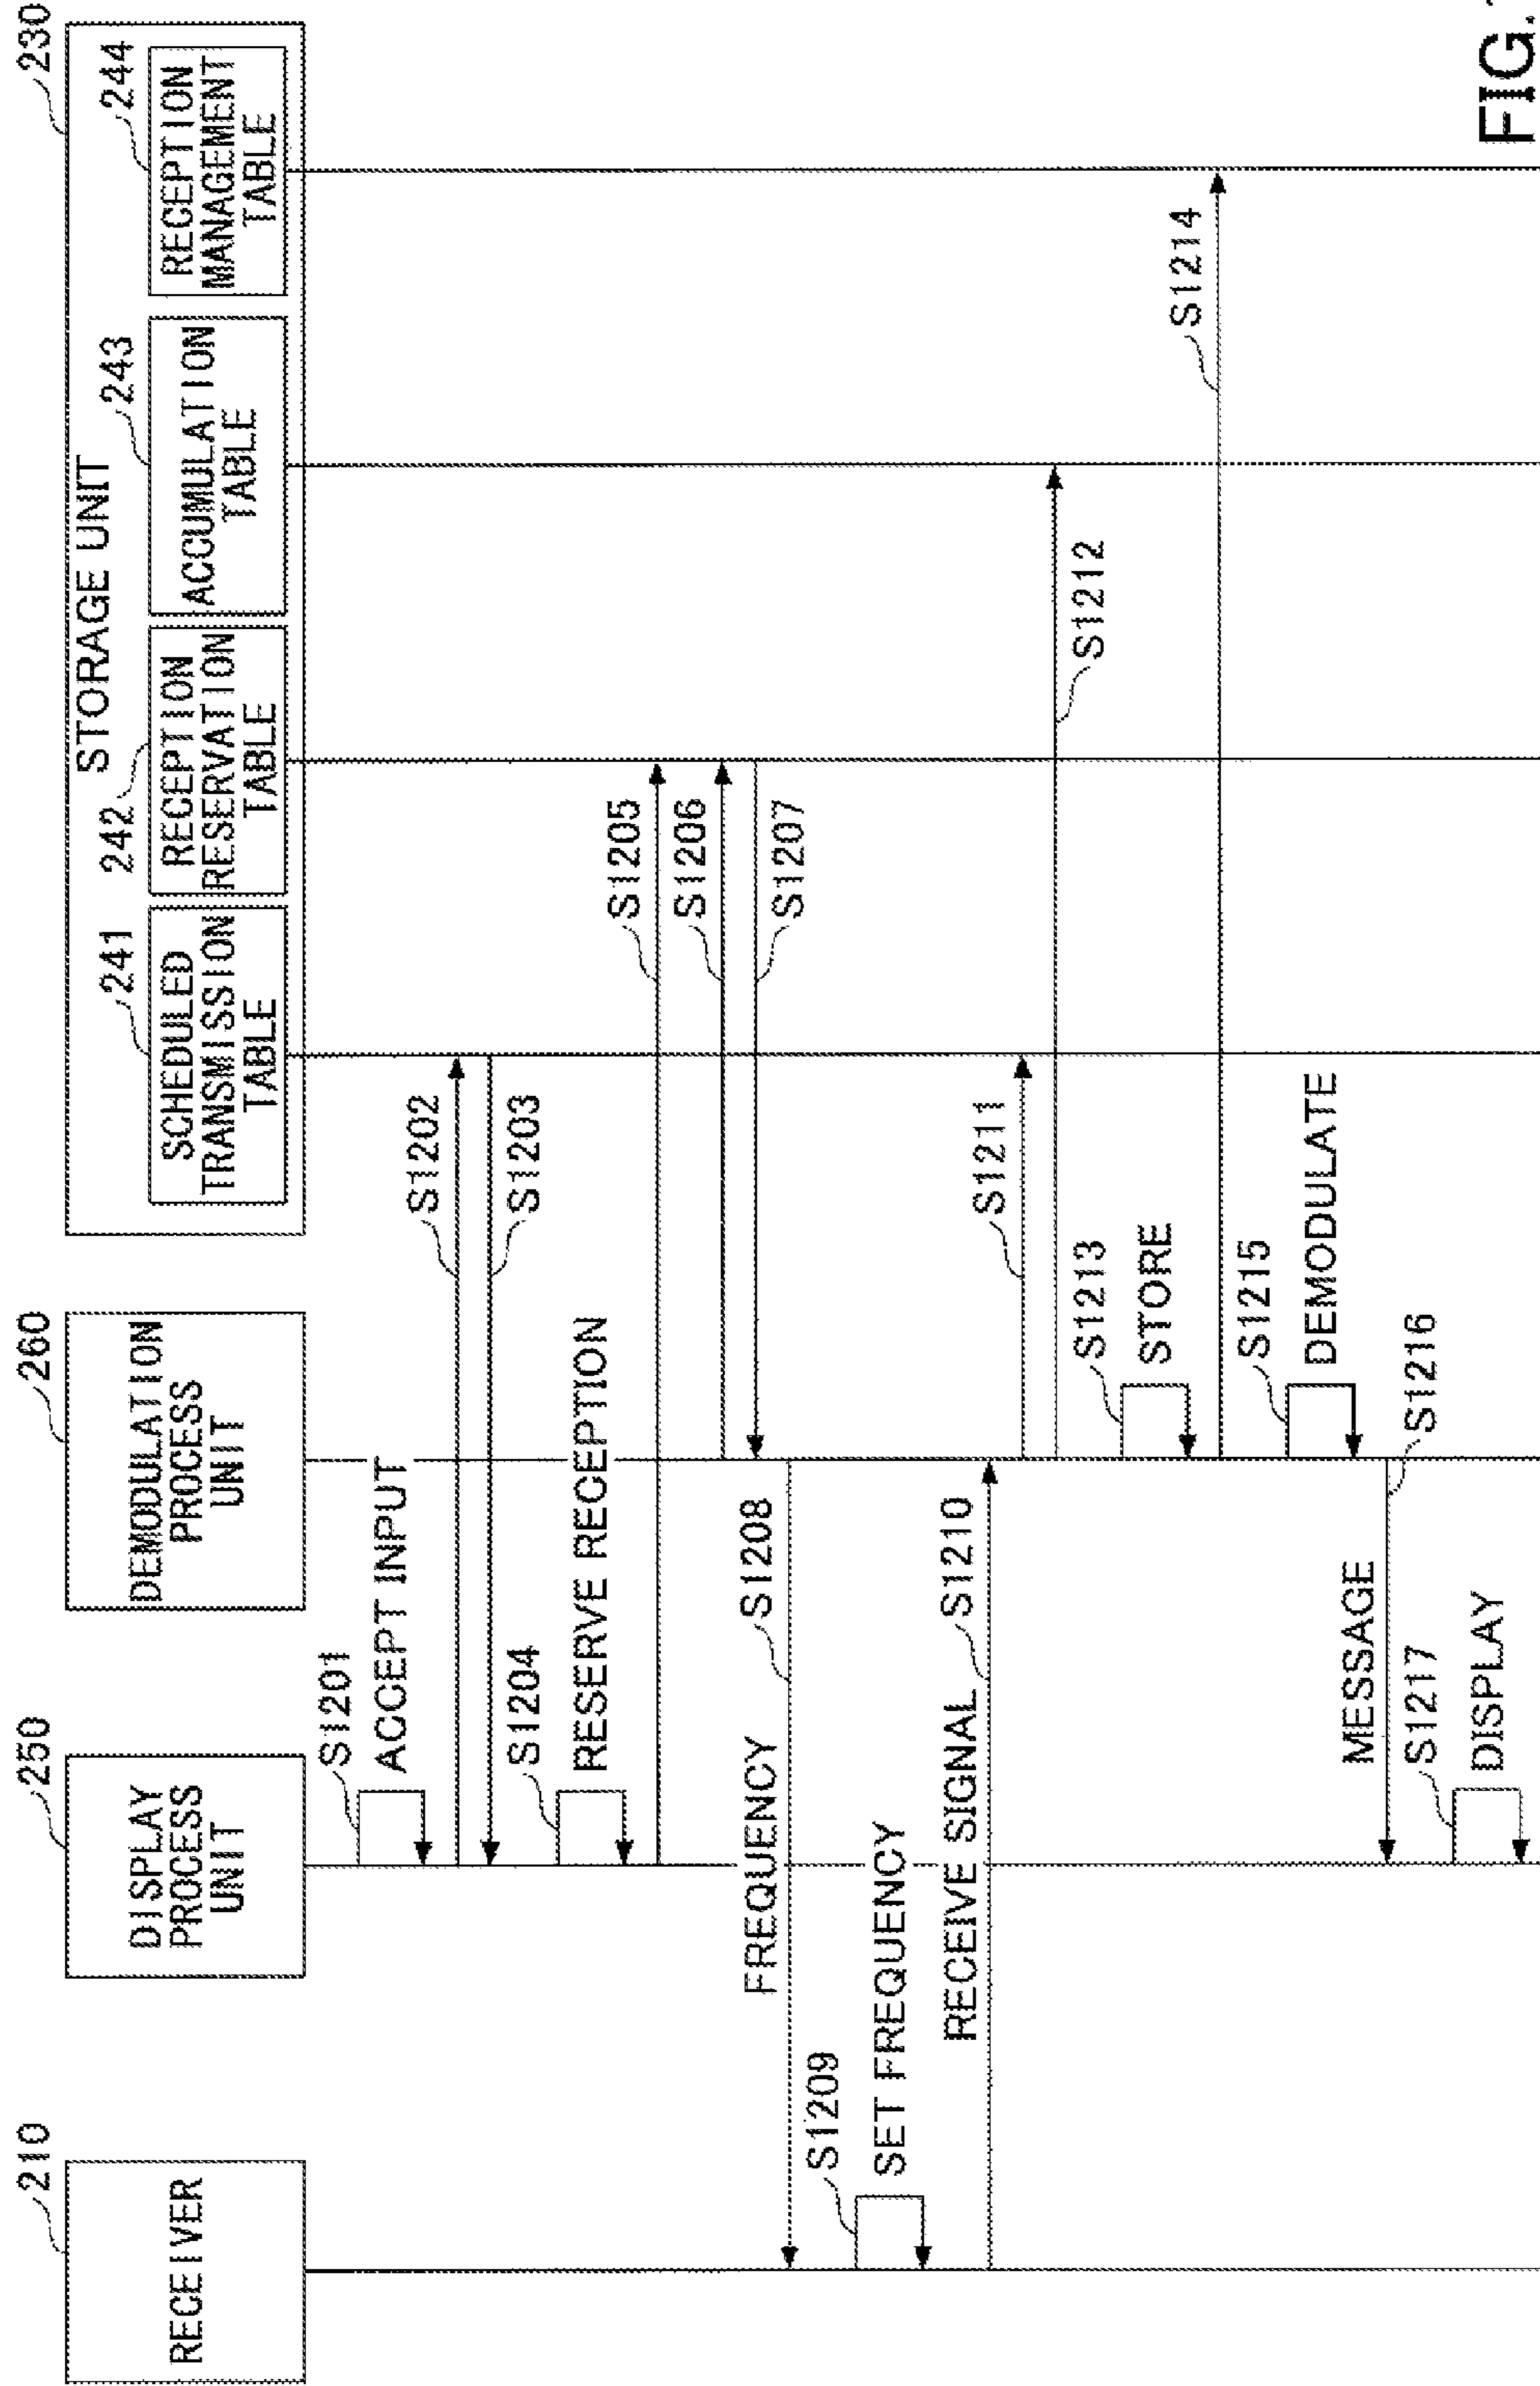 210
RECEIVER
250
DISPLAY
PROCESS
UNIT
260
DEMODULATION
PROCESS
UNIT
230
STORAGE UNIT
241
SCHEDULED
TRANSMISSION
TABLE
242
RECEPTION
RESERVATION
TABLE
243
ACCUMULATION
TABLE
244
RECEPTION
MANAGEMENT
TABLE
S1201
ACCEPT INPUT
S1202
S1203
S1204
RESERVE RECEPTION
S1205
S1206
S1207
FREQUENCY
S1208
S1209
SET FREQUENCY
RECEIVE SIGNAL
S1210
S1211
S1212
S1213
STORE
S1214
S1215
DEMODULATE
MESSAGE
S1216
S1217
DISPLAY
FIG.